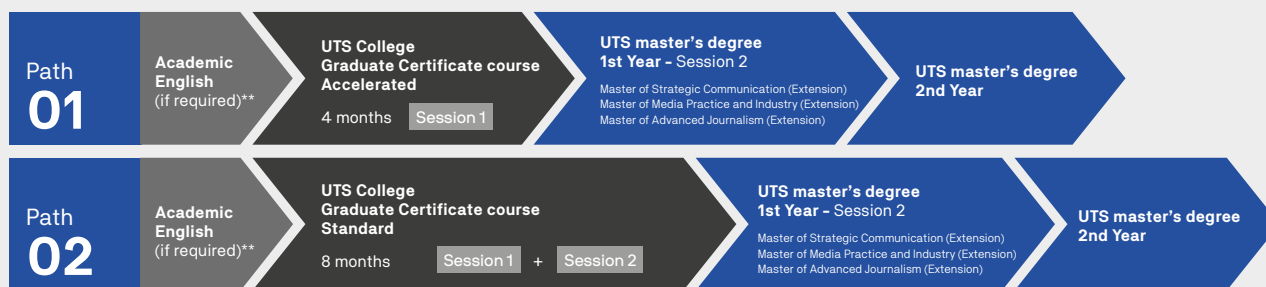 Path
01
Academic
English
(if required)**
UTS College
Graduate Certificate course
Accelerated
4 months
Session 1
UTS master's degree
1st Year - Session 2
Master of Strategic Communication (Extension)
Master of Media Practice and Industry (Extension)
Master of Advanced Journalism (Extension)
UTS master's degree
2nd Year
Path
02
Academic
English
(if required)**
UTS College
Graduate Certificate course
Standard
8 months
Session 1 + Session 2
UTS master's degree
1st Year - Session 2
Master of Strategic Communication (Extension)
Master of Media Practice and Industry (Extension)
Master of Advanced Journalism (Extension)
UTS master's degree
2nd Year